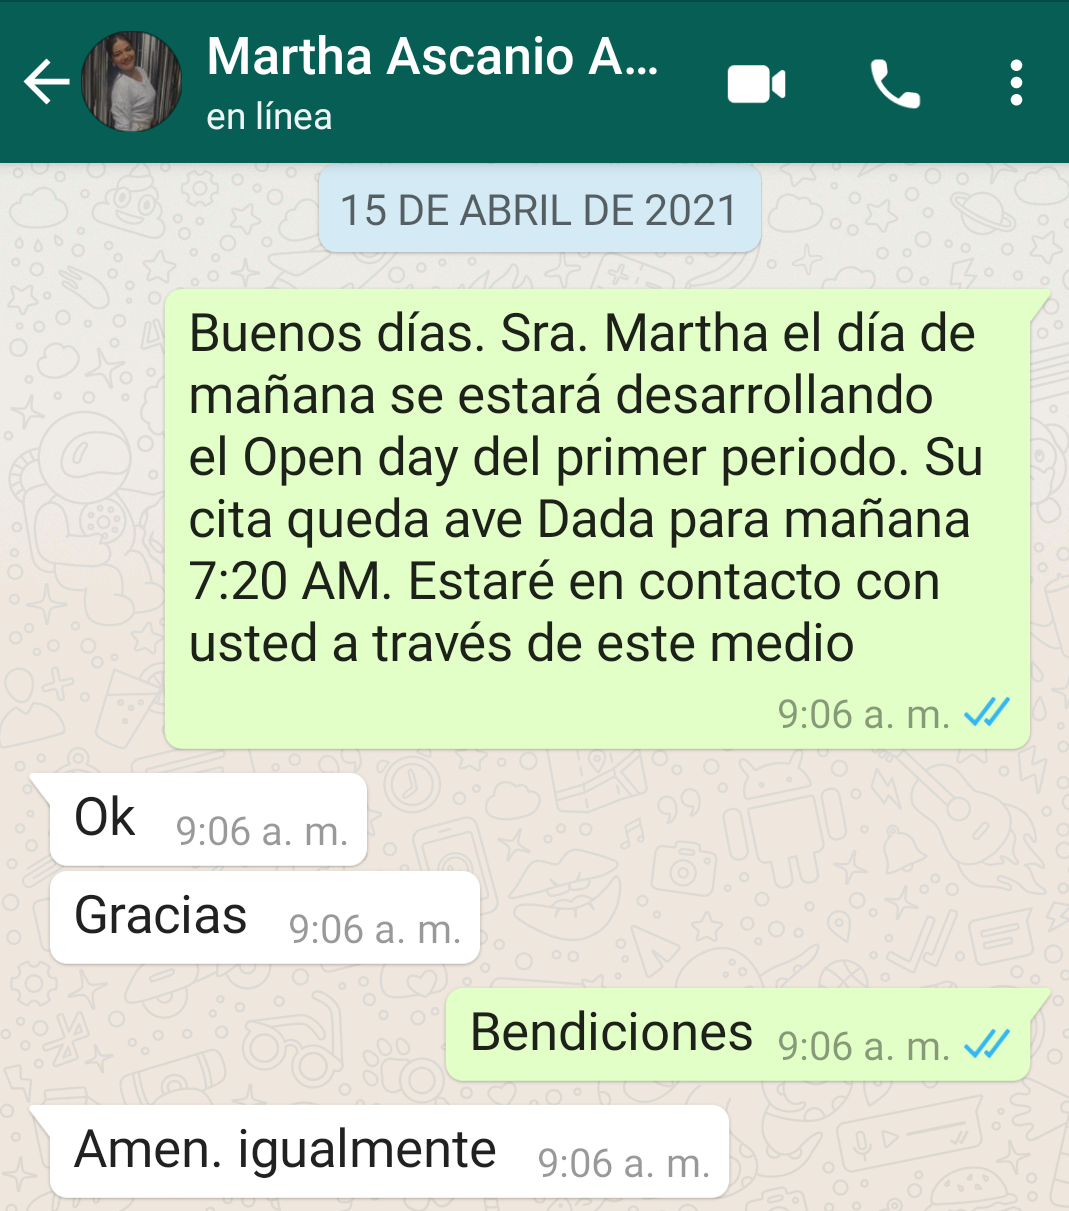 Martha Ascanio A...
en línea
15 DE ABRIL DE 2021
Buenos días. Sra. Martha el día de
mañana se estará desarrollando
el Open day del primer periodo. Su
cita queda ave Dada para mañana
7:20 AM. Estaré en contacto con
usted a través de este medio
9:06 a. m.
Ok 9:06 a. m.
Gracias 9:06 a. m.
Bendiciones 9:06 a. m.
Amen. igualmente 9:06 a. m.